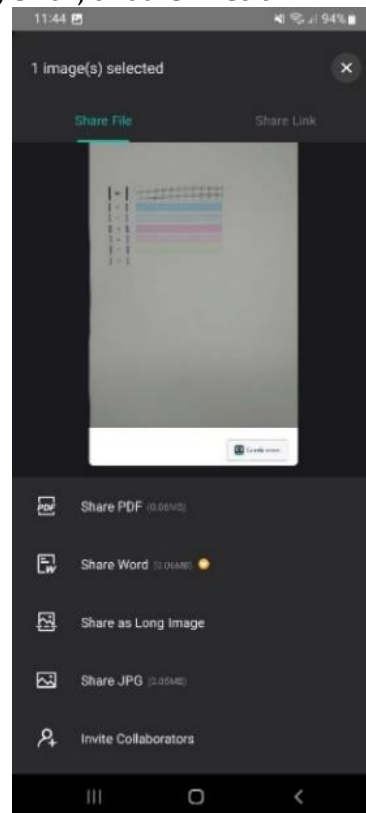 11:44 94%
1 image(s) selected
Share File Share Link
Share PDF
Share Word
Share as Long Image
Share JPG
Invite Collaborators